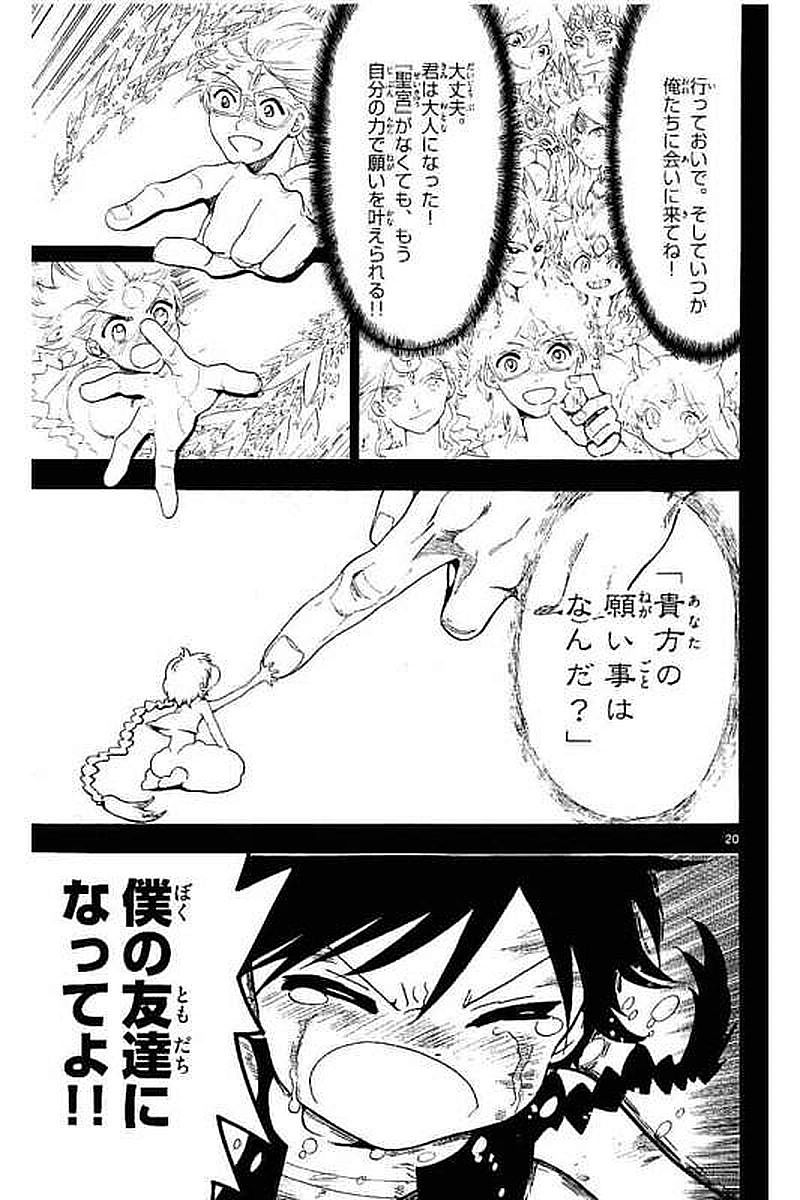 行っておいで。そしていつか
俺たちに会いに来てね！
大丈夫。
君は大人になった！
『聖宮』がなくても、もう
自分の力で願いを叶えられる!!
「貴方の
願い事は
なんだ？」
20
僕の友達に
なってよ!!